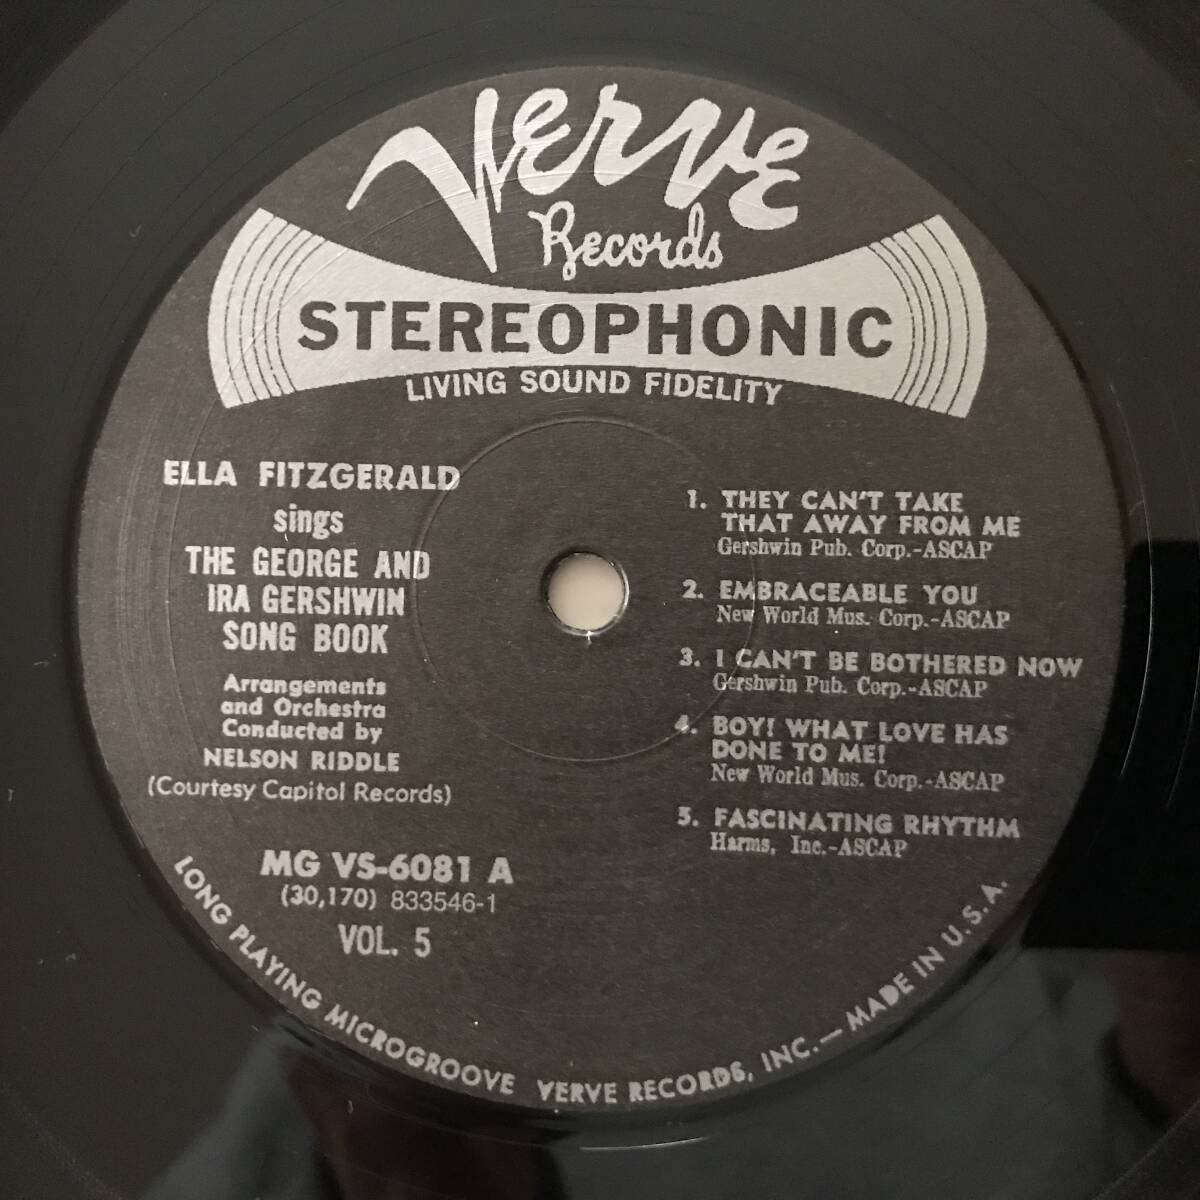 Verve
Records
STEREOPHONIC
LIVING SOUND FIDELITY
ELLA FITZGERALD
sings
THE GEORGE AND
IRA GERSHWIN
SONG BOOK
Arrangements
and Orchestra
Conducted by
NELSON RIDDLE
(Courtesy Capitol Records)
MG VS-6081 A
(30,170) 833546-1
VOL. 5
1. THEY CAN'T TAKE
THAT AWAY FROM ME
Gershwin Pub. Corp.-ASCAP
2. EMBRACEABLE YOU
New World Mus. Corp.-ASCAP
3. I CAN'T BE BOTHERED NOW
Gershwin Pub. Corp.-ASCAP
4. BOY! WHAT LOVE HAS
DONE TO ME!
New World Mus. Corp.-ASCAP
5. FASCINATING RHYTHM
Harms, Inc.-ASCAP
LONG PLAYING MICROGROOVE VERVE RECORDS, INC.— MADE IN U.S.A.